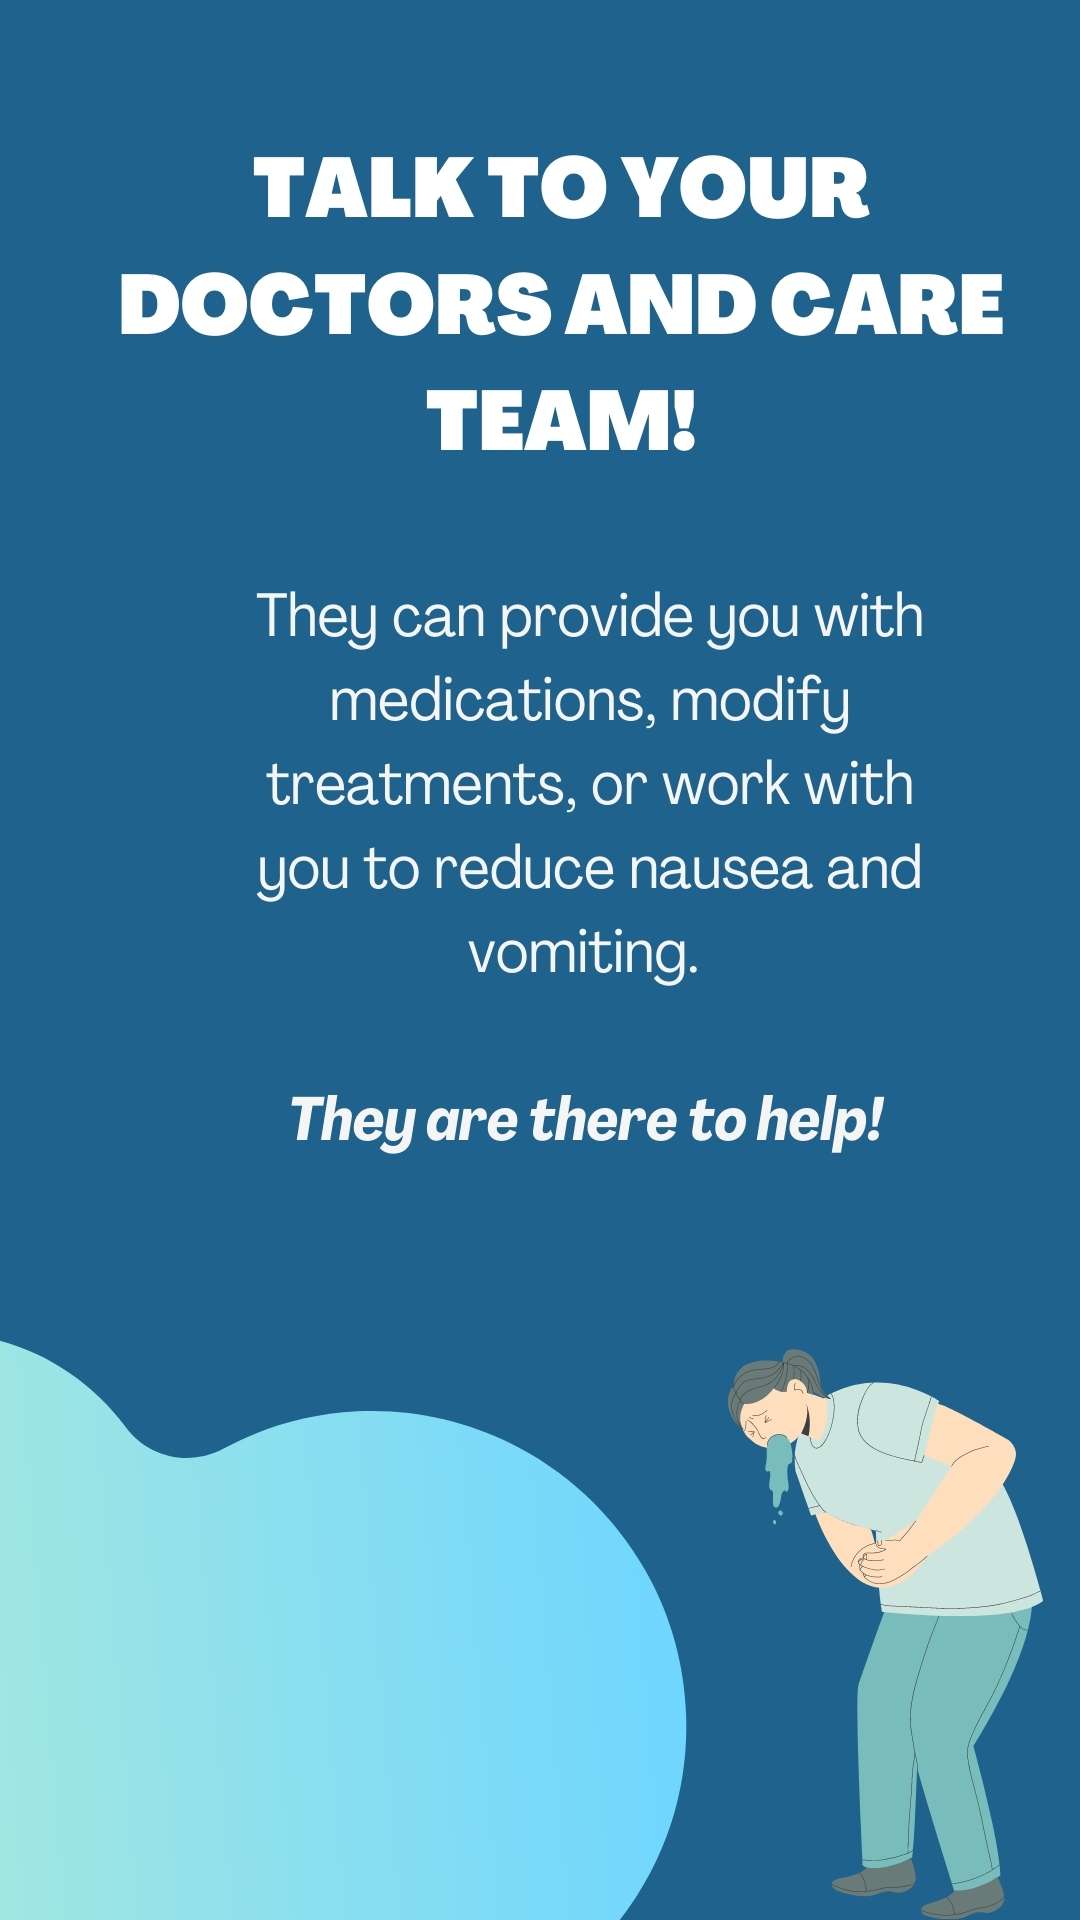 TALK TO YOUR
DOCTORS AND CARE
TEAM!
They can provide you with
medications, modify
treatments, or work with
you to reduce nausea and
vomiting.
They are there to help!